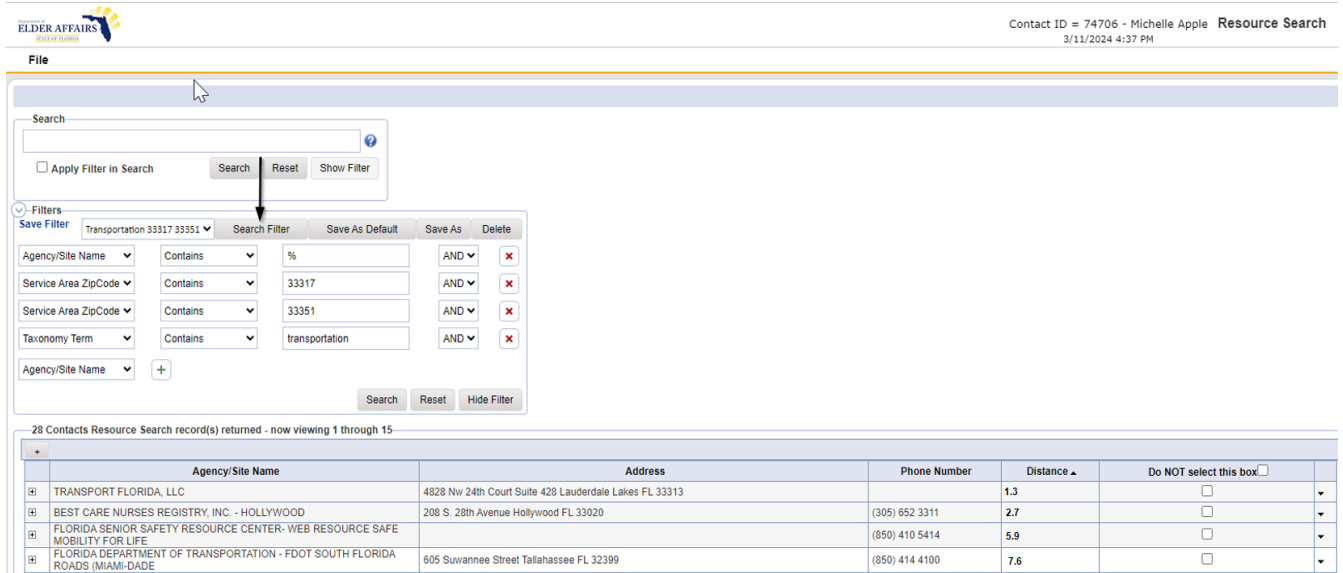 Department of
ELDER AFFAIRS
STATE OF FLORIDA
Contact ID = 74706 - Michelle Apple Resource Search
3/11/2024 4:37 PM
File
Search
?
Apply Filter in Search Search Reset Show Filter
Filters
Save Filter Transportation 33317 33351 Search Filter Save As Default Save As Delete
Agency/Site Name Contains % AND x
Service Area ZipCode Contains 33317 AND x
Service Area ZipCode Contains 33351 AND x
Taxonomy Term Contains transportation AND x
Agency/Site Name +
Search Reset Hide Filter
28 Contacts Resource Search record(s) returned - now viewing 1 through 15
+
Agency/Site Name Address Phone Number Distance Do NOT select this box
TRANSPORT FLORIDA, LLC 4828 Nw 24th Court Suite 428 Lauderdale Lakes FL 33313 1.3
BEST CARE NURSES REGISTRY, INC. - HOLLYWOOD 208 S. 28th Avenue Hollywood FL 33020 (305) 652 3311 2.7
FLORIDA SENIOR SAFETY RESOURCE CENTER- WEB RESOURCE SAFE
MOBILITY FOR LIFE (850) 410 5414 5.9
FLORIDA DEPARTMENT OF TRANSPORTATION - FDOT SOUTH FLORIDA
ROADS (MIAMI-DADE 605 Suwannee Street Tallahassee FL 32399 (850) 414 4100 7.6